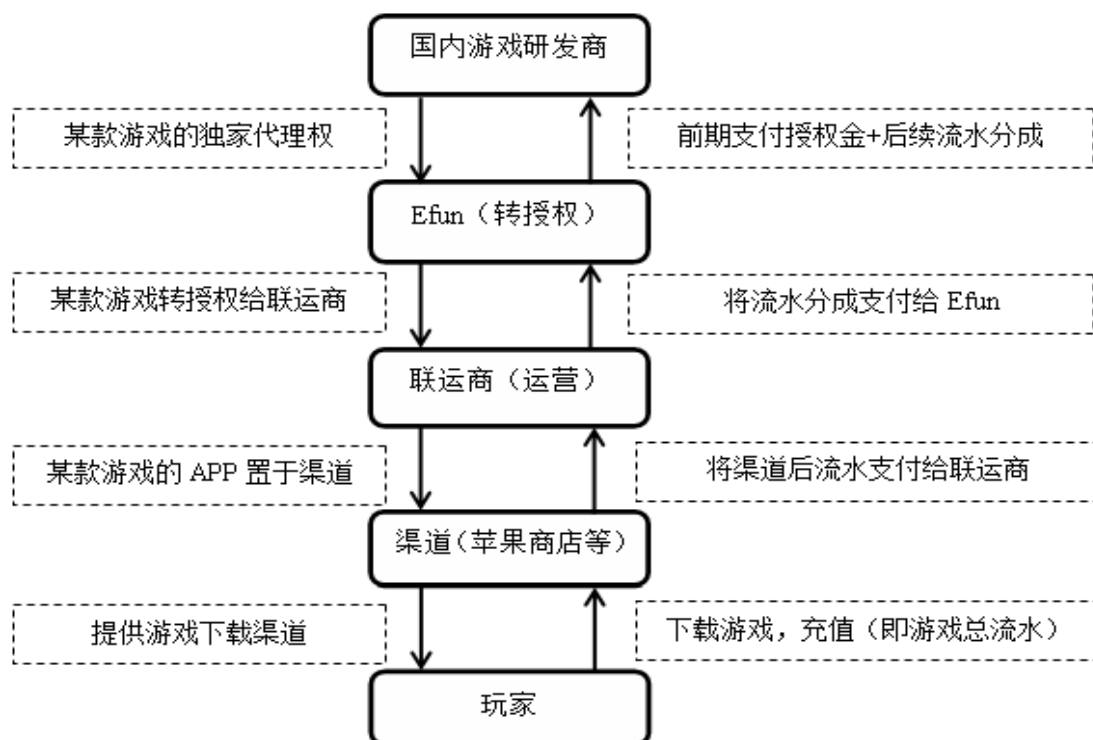 国内游戏研发商
某款游戏的独家代理权
前期支付授权金+后续流水分成
Efun（转授权）
某款游戏转授权给联运商
将流水分成支付给 Efun
联运商（运营）
某款游戏的 APP 置于渠道
将渠道后流水支付给联运商
渠道（苹果商店等）
提供游戏下载渠道
下载游戏，充值（即游戏总流水）
玩家